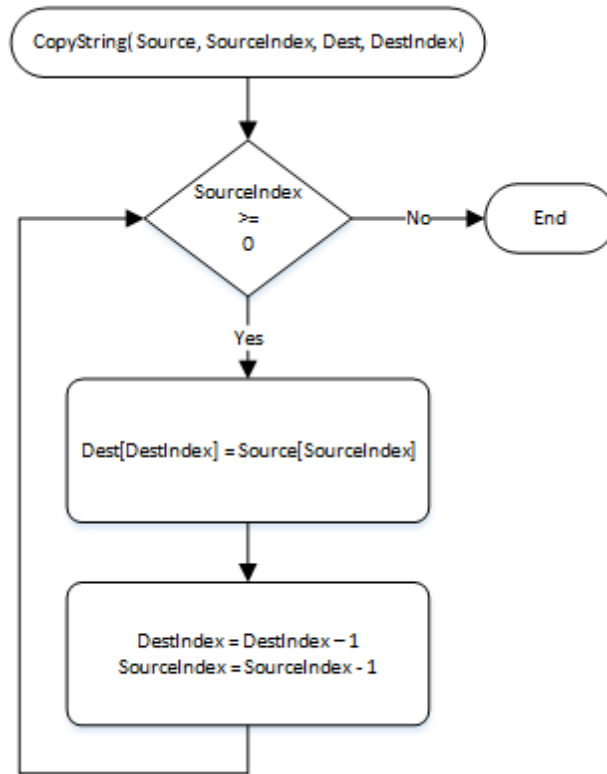 CopyString( Source, SourceIndex, Dest, DestIndex)
SourceIndex
>=
0
No
End
Yes
Dest[DestIndex] = Source[SourceIndex]
DestIndex = DestIndex – 1
SourceIndex = SourceIndex - 1